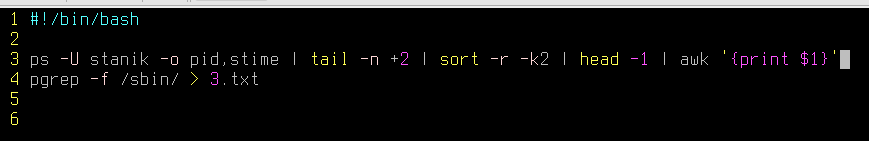 1 #!/bin/bash
2
3 ps -U stanik -o pid,stime | tail -n +2 | sort -r -k2 | head -1 | awk '{print $1}'
4 pgrep -f /sbin/ > 3.txt
5
6